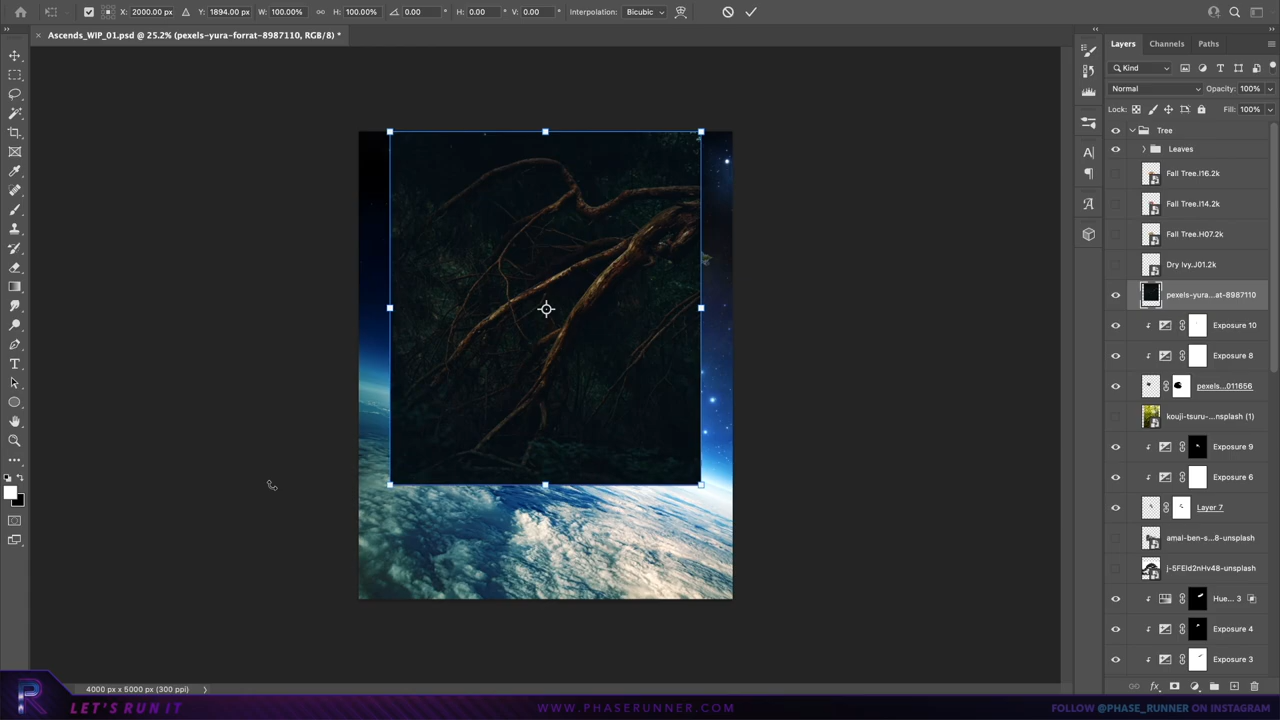 X: 2000.00 px Y: 1894.00 px W: 100.00% H: 100.00% 0.00 ° H: 0.00 ° V: 0.00 ° Interpolation: Bicubic
Ascends_WIP_01.psd @ 25.2% (pexels-yura-forrat-8987110, RGB/8) *
Layers Channels Paths
Kind
Normal Opacity: 100%
Lock: Fill: 100%
Tree
Leaves
Fall Tree.I16.2k
Fall Tree.I14.2k
Fall Tree.H07.2k
Dry Ivy.J01.2k
pexels-yura...at-8987110
Exposure 10
Exposure 8
pexels...011656
kouji-tsuru-...nsplash (1)
Exposure 9
Exposure 6
Layer 7
amai-ben-s...8-unsplash
j-5FEId2nHv48-unsplash
Hue... 3
Exposure 4
Exposure 3
4000 px x 5000 px (300 ppi)
R LET'S RUN IT
WWW.PHASERUNNER.COM
FOLLOW @PHASE_RUNNER ON INSTAGRAM